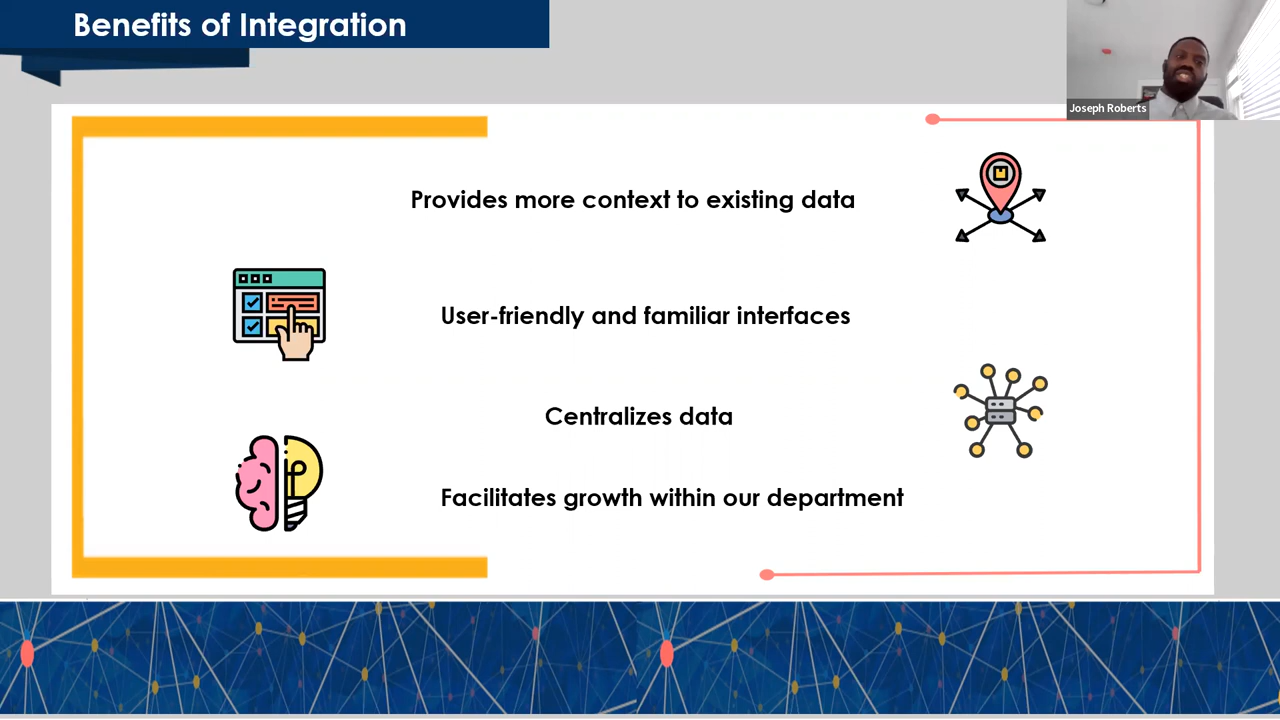 Benefits of Integration
Joseph Roberts
Provides more context to existing data
User-friendly and familiar interfaces
Centralizes data
Facilitates growth within our department